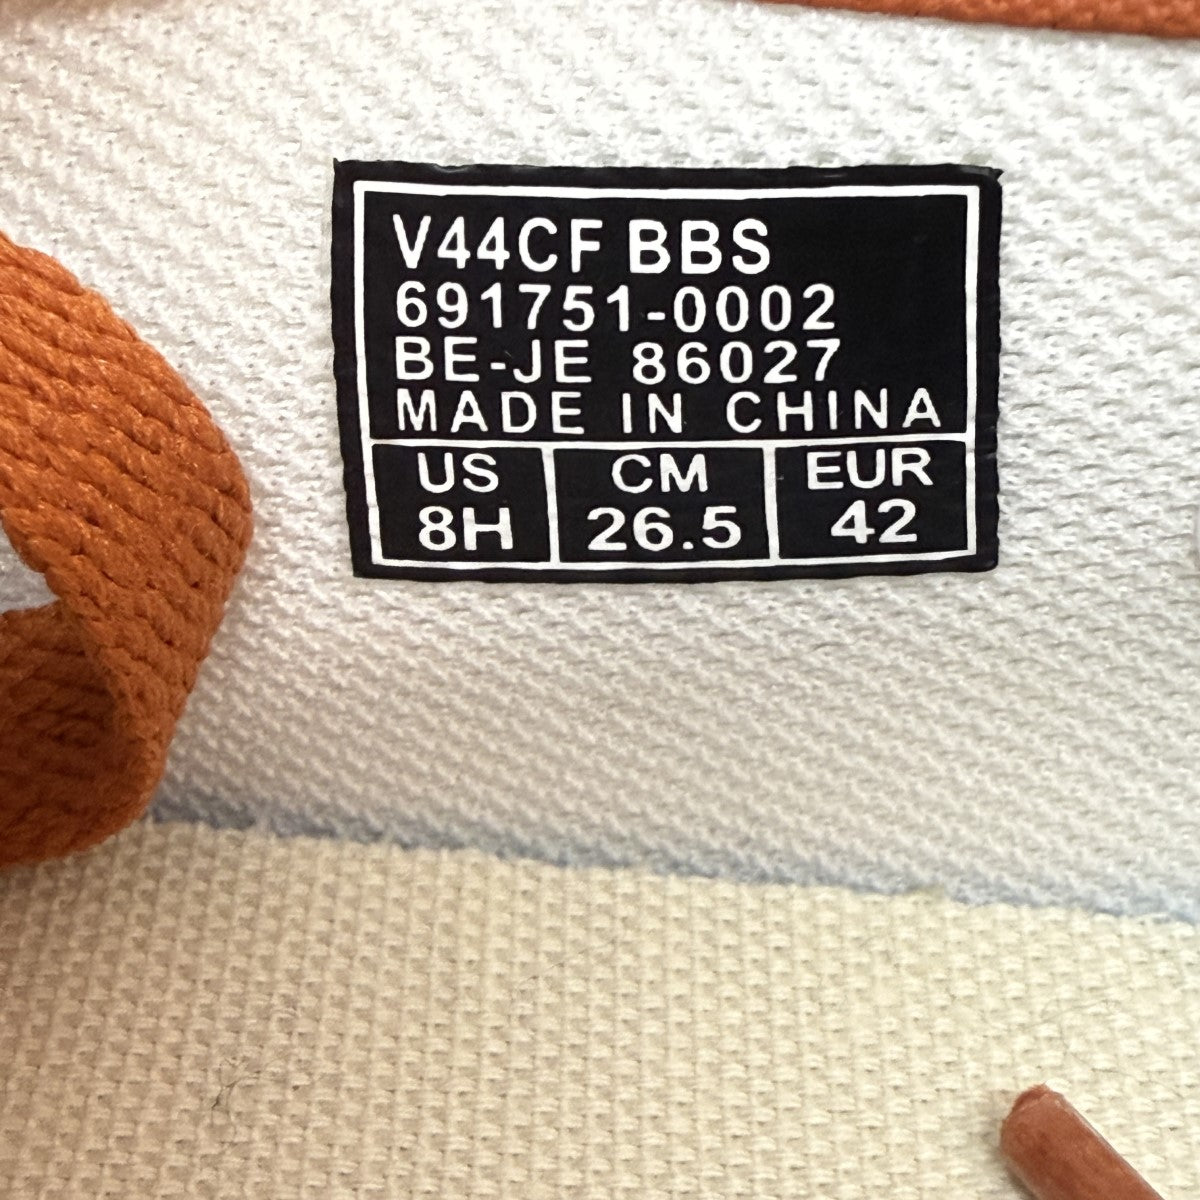 V44CF BBS
691751-0002
BE-JE 86027
MADE IN CHINA
US CM EUR
8H 26.5 42